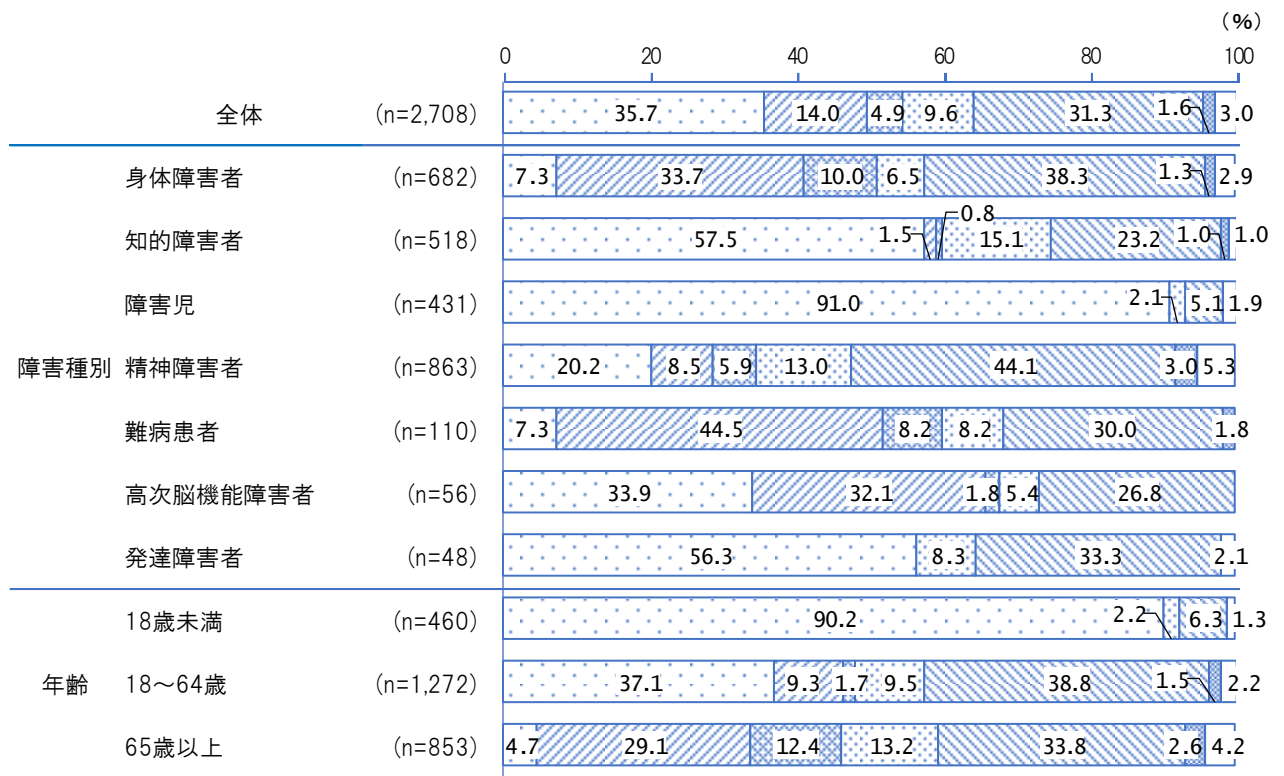 (%)
0 20 40 60 80 100
全体 (n=2,708) 35.7 14.0 4.9 9.6 31.3 1.6 3.0
身体障害者 (n=682) 7.3 33.7 10.0 6.5 38.3 1.3 2.9
知的障害者 (n=518) 57.5 1.5 0.8 15.1 23.2 1.0 1.0
障害児 (n=431) 91.0 2.1 5.1 1.9
障害種別 精神障害者 (n=863) 20.2 8.5 5.9 13.0 44.1 3.0 5.3
難病患者 (n=110) 7.3 44.5 8.2 8.2 30.0 1.8
高次脳機能障害者 (n=56) 33.9 32.1 1.8 5.4 26.8
発達障害者 (n=48) 56.3 8.3 33.3 2.1
18歳未満 (n=460) 90.2 2.2 6.3 1.3
年齢 18～64歳 (n=1,272) 37.1 9.3 1.7 9.5 38.8 1.5 2.2
65歳以上 (n=853) 4.7 29.1 12.4 13.2 33.8 2.6 4.2